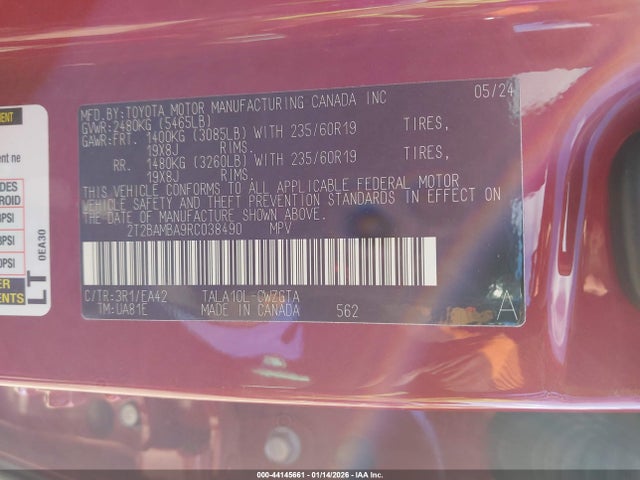 MFD.BY:TOYOTA MOTOR MANUFACTURING CANADA INC 05/24
GVWR:2480KG (5465LB)
GAWR:FRT. 1400KG (3085LB) WITH 235/60R19 TIRES,
19X8J RIMS.
RR. 1480KG (3260LB) WITH 235/60R19 TIRES,
19X8J RIMS.
THIS VEHICLE CONFORMS TO ALL APPLICABLE FEDERAL MOTOR
VEHICLE SAFETY AND THEFT PREVENTION STANDARDS IN EFFECT ON
THE DATE OF MANUFACTURE SHOWN ABOVE.
2T2BAMBA9RC038490 MPV
C/TR:3R1/EA42 TALA10L-CWZGTA
TM:UA81E MADE IN CANADA 562 A
LT 0EA30
000-44145661 - 01/14/2026 - IAA Inc.